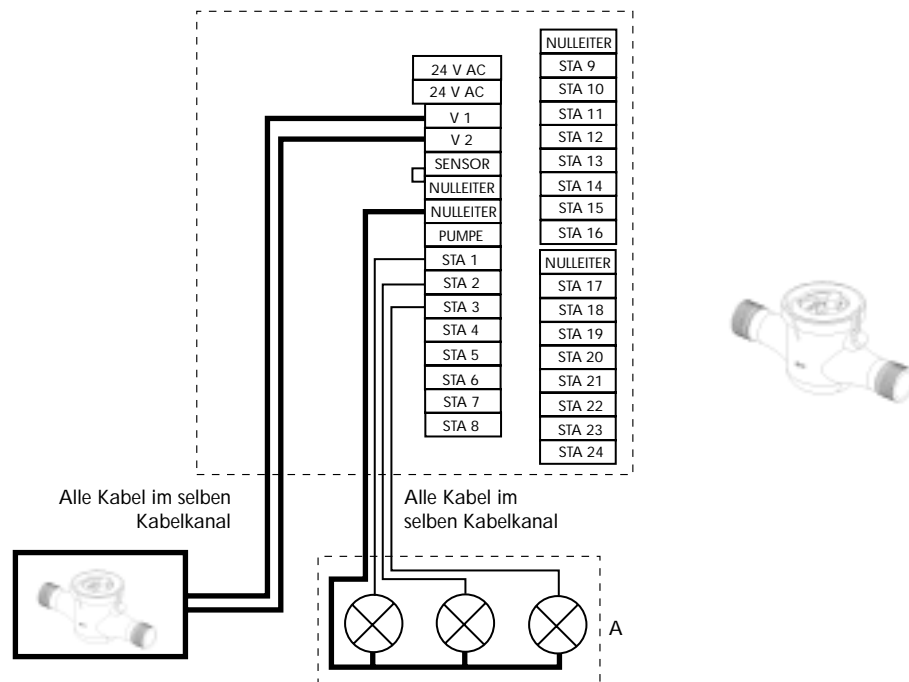 24 V AC
24 V AC
V 1
V 2
SENSOR
NULLEITER
NULLEITER
PUMPE
STA 1
STA 2
STA 3
STA 4
STA 5
STA 6
STA 7
STA 8
NULLEITER
STA 9
STA 10
STA 11
STA 12
STA 13
STA 14
STA 15
STA 16
NULLEITER
STA 17
STA 18
STA 19
STA 20
STA 21
STA 22
STA 23
STA 24
Alle Kabel im selben
Kabelkanal
Alle Kabel im
selben Kabelkanal
A